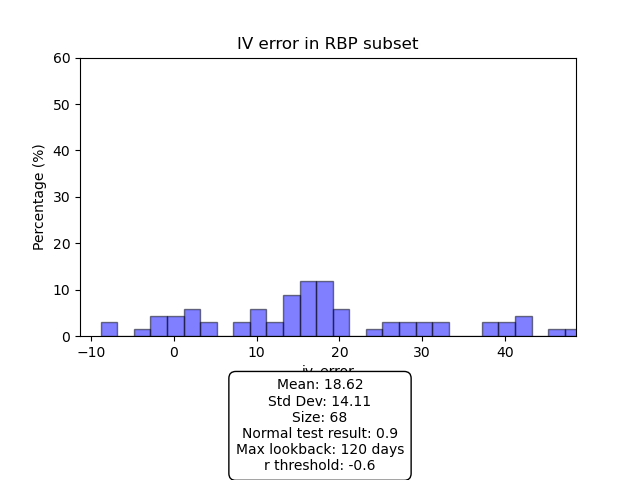 IV error in RBP subset
60
50
40
30
20
10
0
Percentage (%)
−10 0 10 20 30 40
iv_error
Mean: 18.62
Std Dev: 14.11
Size: 68
Normal test result: 0.9
Max lookback: 120 days
r threshold: -0.6